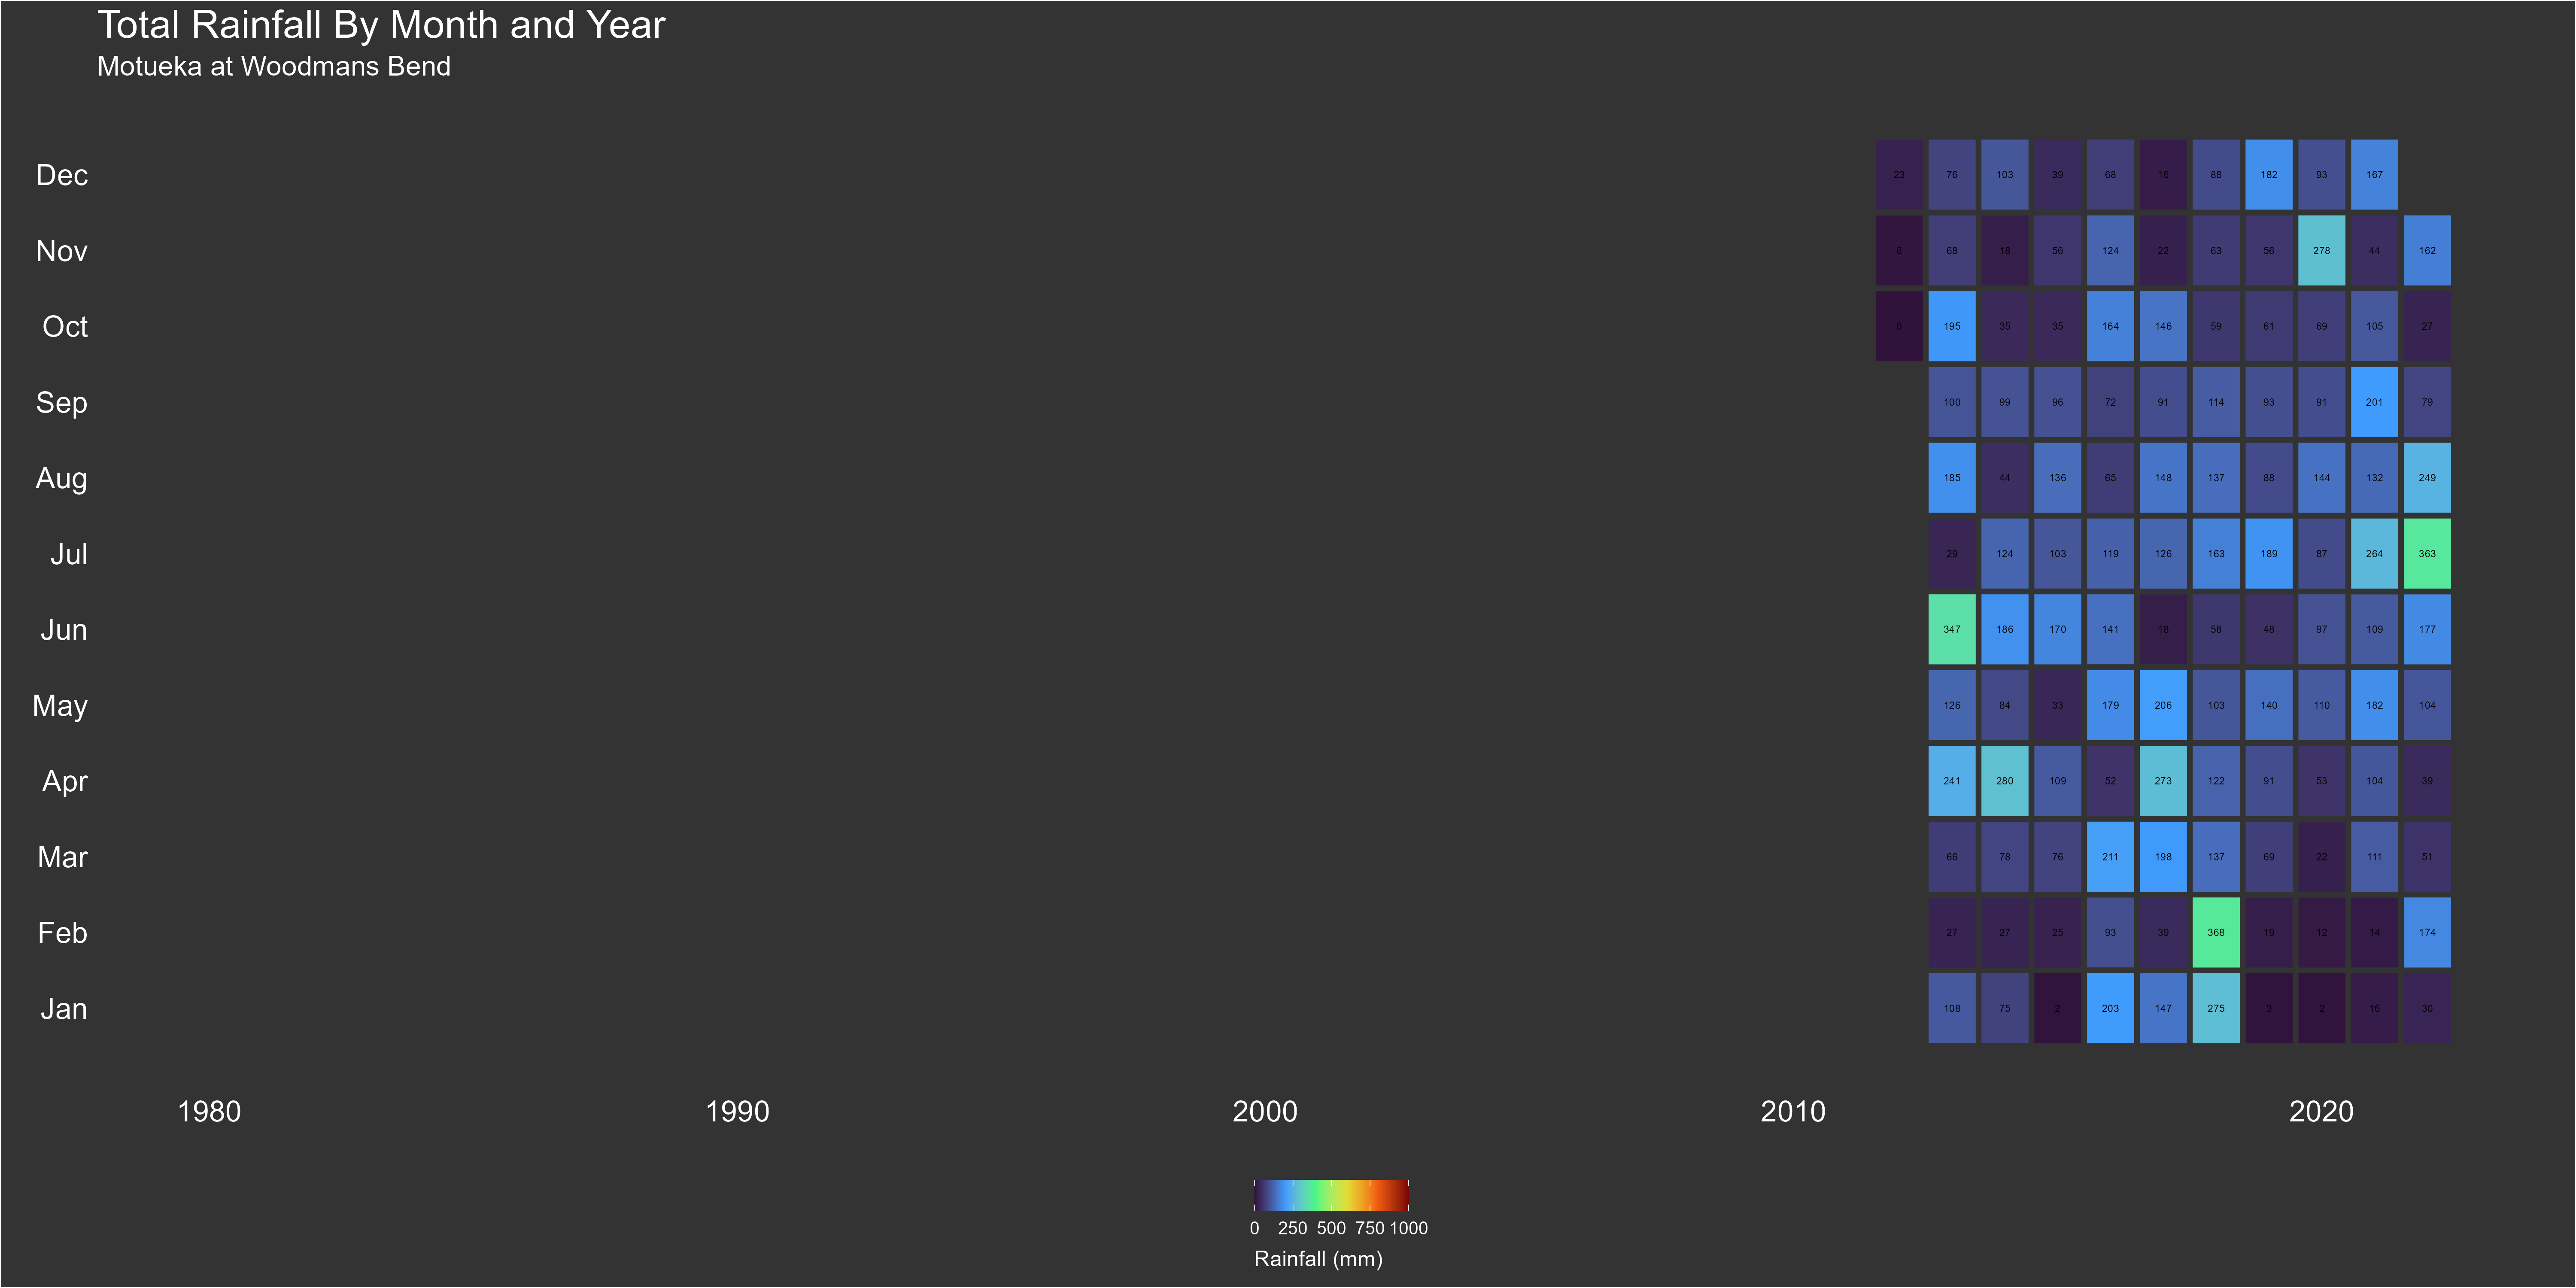 Total Rainfall By Month and Year
Motueka at Woodmans Bend
Dec 23 76 103 39 68 16 88 182 93 167
Nov 6 68 18 56 124 22 63 56 278 44 162
Oct 0 195 35 35 164 146 59 61 69 105 27
Sep 100 99 96 72 91 114 93 91 201 79
Aug 185 44 136 65 148 137 88 144 132 249
Jul 29 124 103 119 126 163 189 87 264 363
Jun 347 186 170 141 18 58 48 97 109 177
May 126 84 33 179 206 103 140 110 182 104
Apr 241 280 109 52 273 122 91 53 104 39
Mar 66 78 76 211 198 137 69 22 111 51
Feb 27 27 25 93 39 368 19 12 14 174
Jan 108 75 2 203 147 275 3 2 16 30
1980 1990 2000 2010 2020
0 250 500 750 1000
Rainfall (mm)